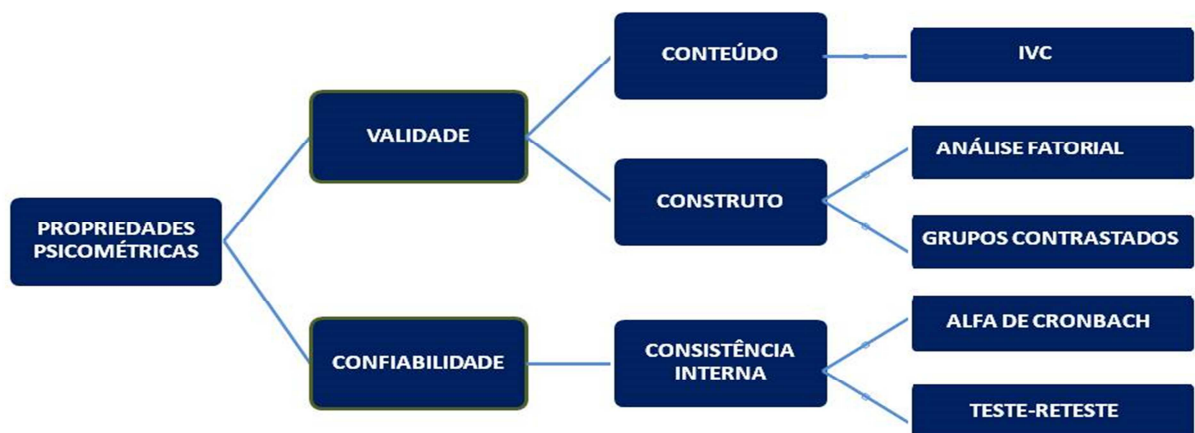 PROPRIEDADES
PSICOMÉTRICAS
VALIDADE
CONFIABILIDADE
CONTEÚDO
CONSTRUTO
CONSISTÊNCIA
INTERNA
IVC
ANÁLISE FATORIAL
GRUPOS CONTRASTADOS
ALFA DE CRONBACH
TESTE-RETESTE